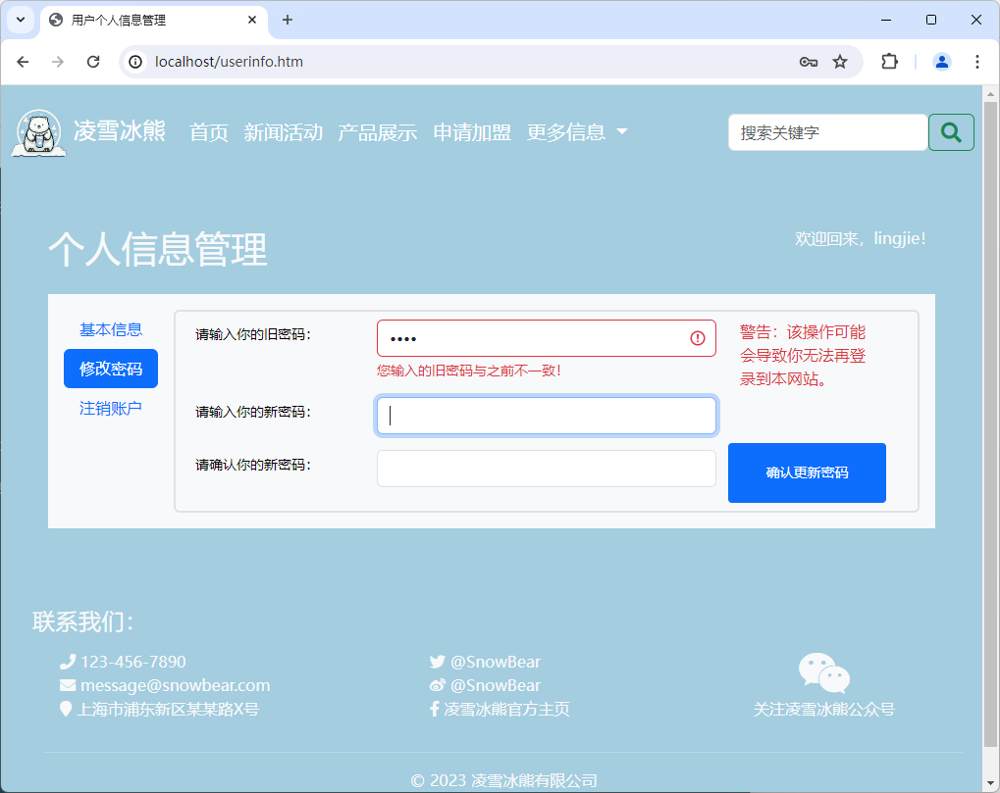 用户个人信息管理
localhost/userinfo.htm
凌雪冰熊 首页 新闻活动 产品展示 申请加盟 更多信息 搜索关键字
个人信息管理
欢迎回来，lingjie！
基本信息
修改密码
注销账户
请输入你的旧密码：
您输入的旧密码与之前不一致！
警告：该操作可能
会导致你无法再登
录到本网站。
请输入你的新密码：
请确认你的新密码：
确认更新密码
联系我们：
123-456-7890
message@snowbear.com
上海市浦东新区某某路X号
@SnowBear
@SnowBear
凌雪冰熊官方主页
关注凌雪冰熊公众号
© 2023 凌雪冰熊有限公司